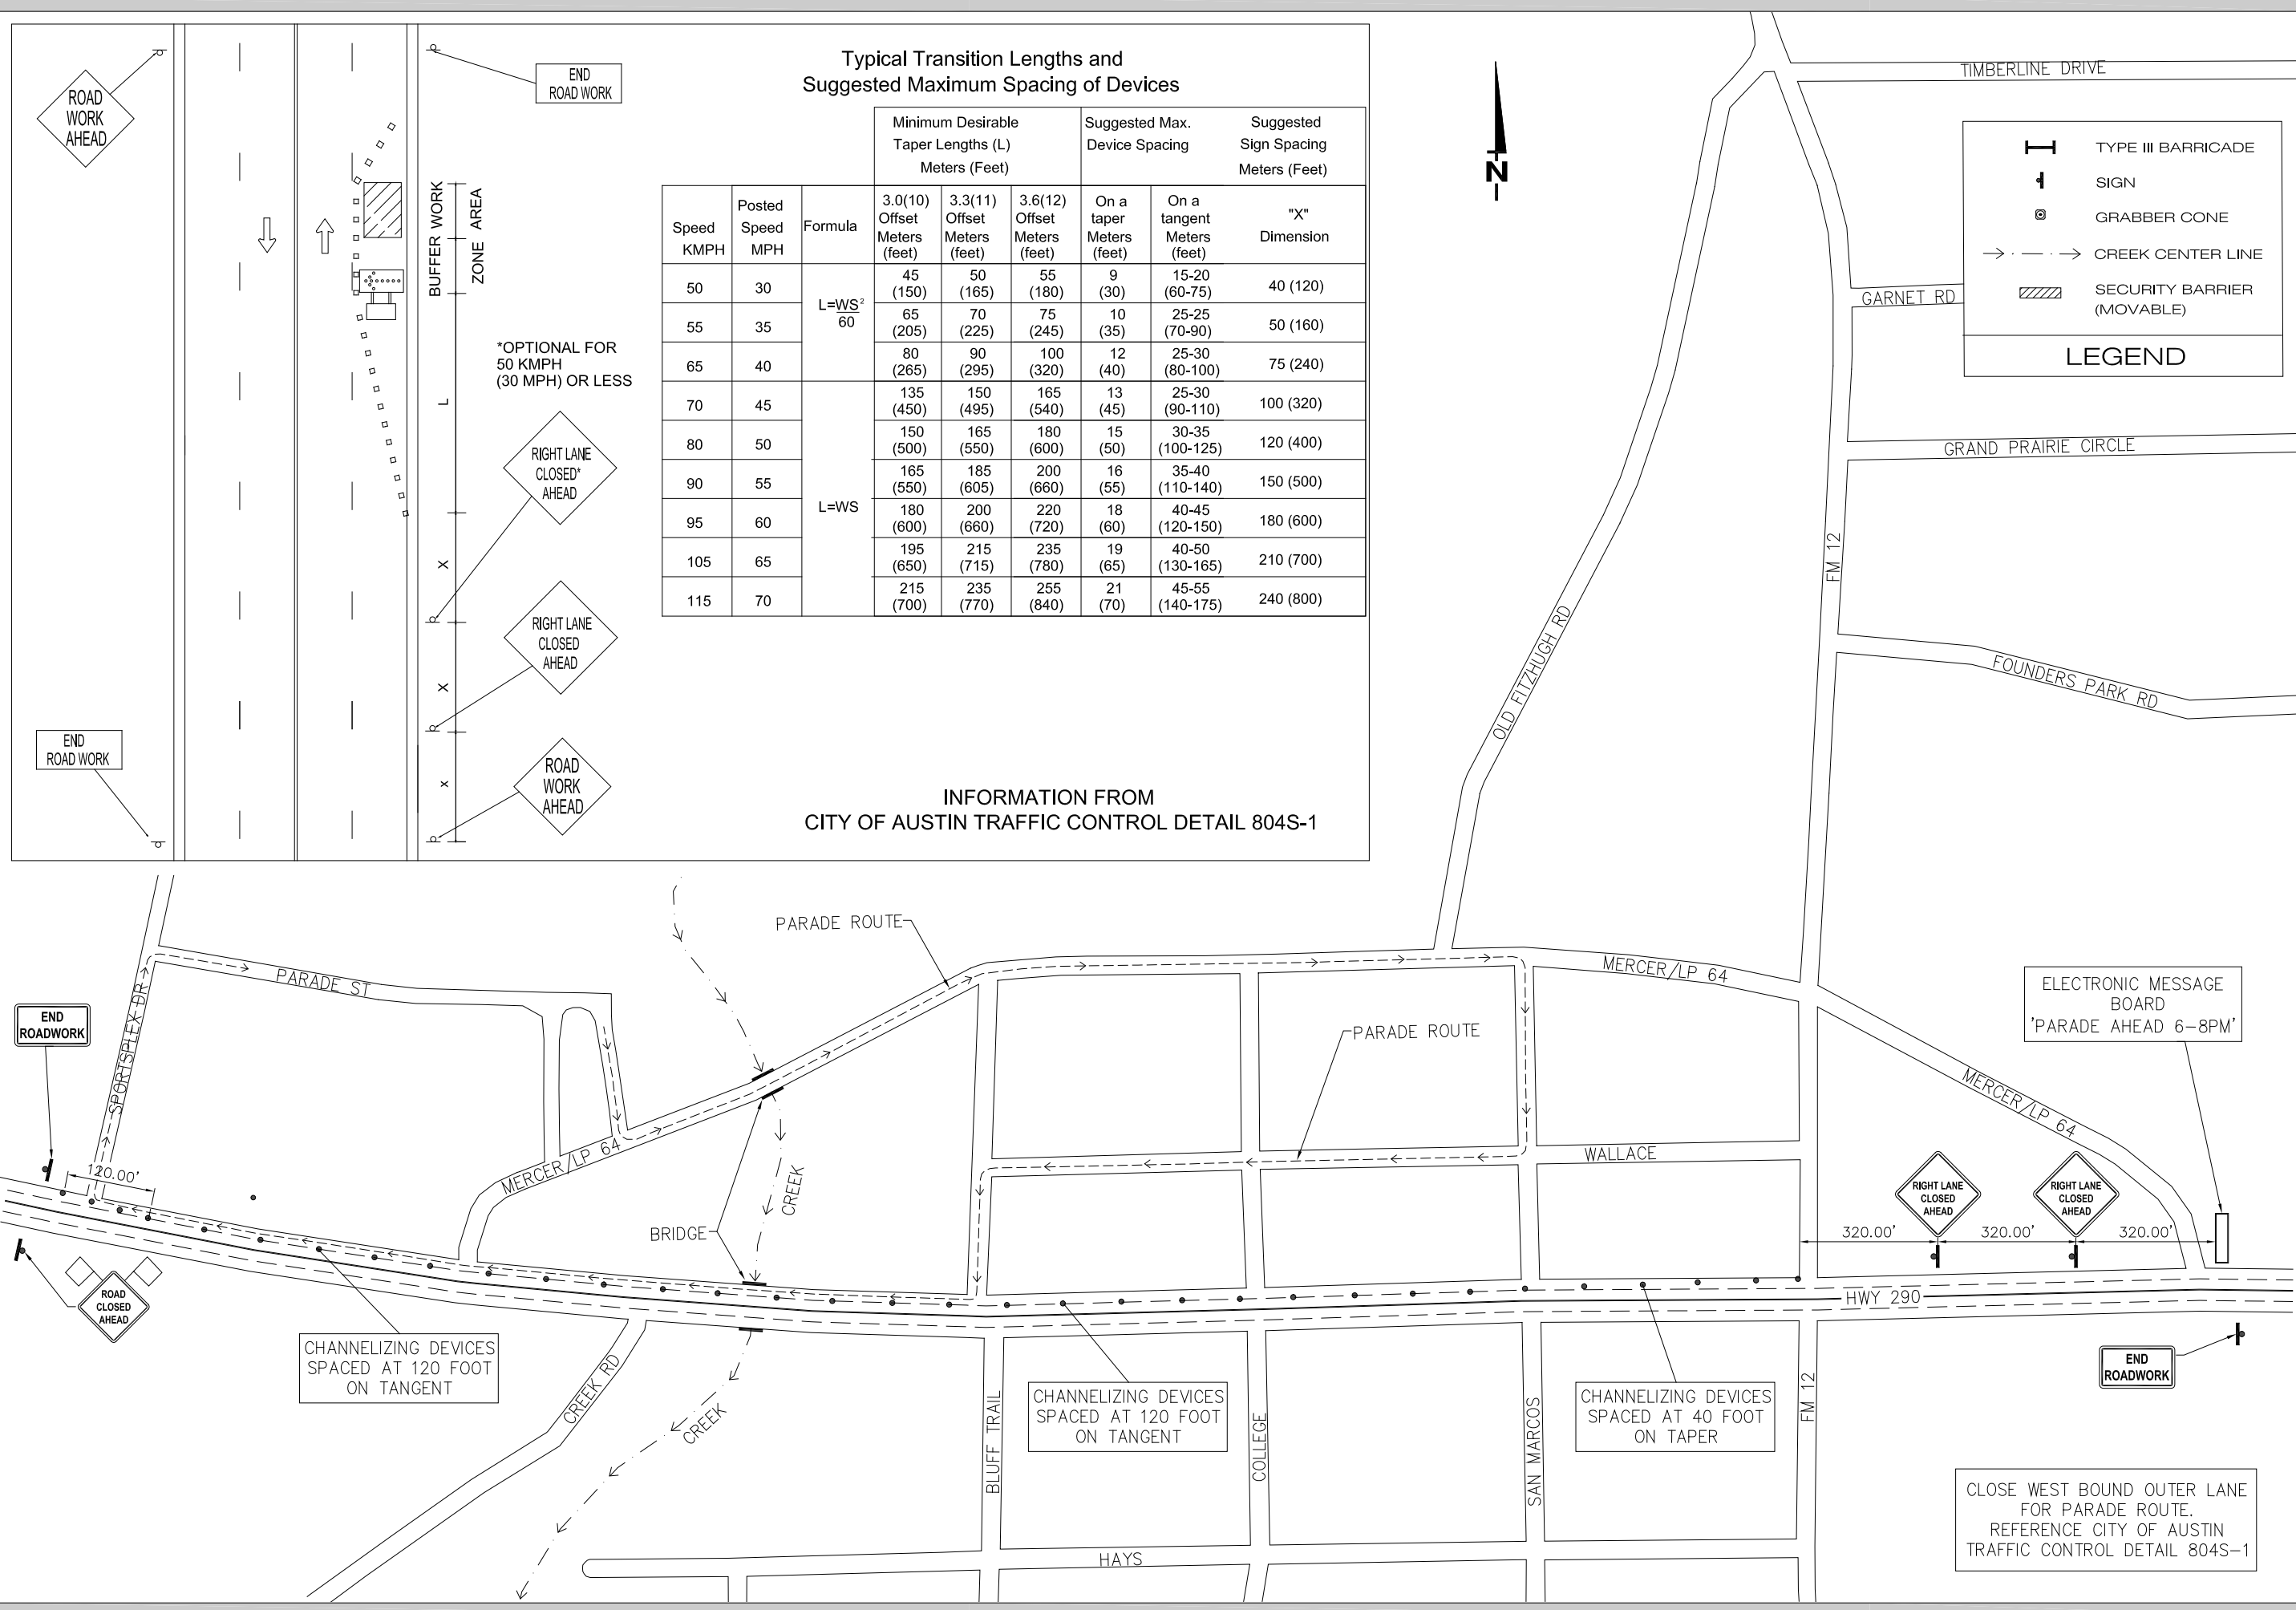 ROAD
WORK
AHEAD
END
ROAD WORK
BUFFER WORK
ZONE AREA
*OPTIONAL FOR
50 KMPH
(30 MPH) OR LESS
L
RIGHT LANE
CLOSED*
AHEAD
X
RIGHT LANE
CLOSED
AHEAD
X
END
ROAD WORK
ROAD
WORK
AHEAD
x
Typical Transition Lengths and
Suggested Maximum Spacing of Devices
Minimum Desirable
Taper Lengths (L)
Meters (Feet)
Suggested Max.
Device Spacing
Suggested
Sign Spacing
Meters (Feet)
Speed
KMPH
Posted
Speed
MPH
Formula
3.0(10)
Offset
Meters
(feet)
3.3(11)
Offset
Meters
(feet)
3.6(12)
Offset
Meters
(feet)
On a
taper
Meters
(feet)
On a
tangent
Meters
(feet)
"X"
Dimension
50 30 45 (150) 50 (165) 55 (180) 9 (30) 15-20 (60-75) 40 (120)
L=WS²
60
55 35 65 (205) 70 (225) 75 (245) 10 (35) 25-25 (70-90) 50 (160)
65 40 80 (265) 90 (295) 100 (320) 12 (40) 25-30 (80-100) 75 (240)
70 45 135 (450) 150 (495) 165 (540) 13 (45) 25-30 (90-110) 100 (320)
80 50 150 (500) 165 (550) 180 (600) 15 (50) 30-35 (100-125) 120 (400)
90 55 165 (550) 185 (605) 200 (660) 16 (55) 35-40 (110-140) 150 (500)
L=WS
95 60 180 (600) 200 (660) 220 (720) 18 (60) 40-45 (120-150) 180 (600)
105 65 195 (650) 215 (715) 235 (780) 19 (65) 40-50 (130-165) 210 (700)
115 70 215 (700) 235 (770) 255 (840) 21 (70) 45-55 (140-175) 240 (800)
INFORMATION FROM
CITY OF AUSTIN TRAFFIC CONTROL DETAIL 804S-1
N
TIMBERLINE DRIVE
TYPE III BARRICADE
SIGN
GRABBER CONE
CREEK CENTER LINE
SECURITY BARRIER
(MOVABLE)
LEGEND
GARNET RD
GRAND PRAIRIE CIRCLE
FM 12
OLD FITZHUGH RD
FOUNDERS PARK RD
PARADE ROUTE
PARADE ST
SPORTSPLEX DR
END
ROADWORK
120.00'
MERCER/LP 64
CREEK
BRIDGE
PARADE ROUTE
MERCER/LP 64
WALLACE
MERCER/LP 64
ELECTRONIC MESSAGE
BOARD
'PARADE AHEAD 6-8PM'
RIGHT LANE
CLOSED
AHEAD
RIGHT LANE
CLOSED
AHEAD
320.00'
320.00'
320.00'
HWY 290
ROAD
CLOSED
AHEAD
CHANNELIZING DEVICES
SPACED AT 120 FOOT
ON TANGENT
CREEK RD
CREEK
BLUFF TRAIL
CHANNELIZING DEVICES
SPACED AT 120 FOOT
ON TANGENT
COLLEGE
SAN MARCOS
CHANNELIZING DEVICES
SPACED AT 40 FOOT
ON TAPER
FM 12
END
ROADWORK
HAYS
CLOSE WEST BOUND OUTER LANE
FOR PARADE ROUTE.
REFERENCE CITY OF AUSTIN
TRAFFIC CONTROL DETAIL 804S-1